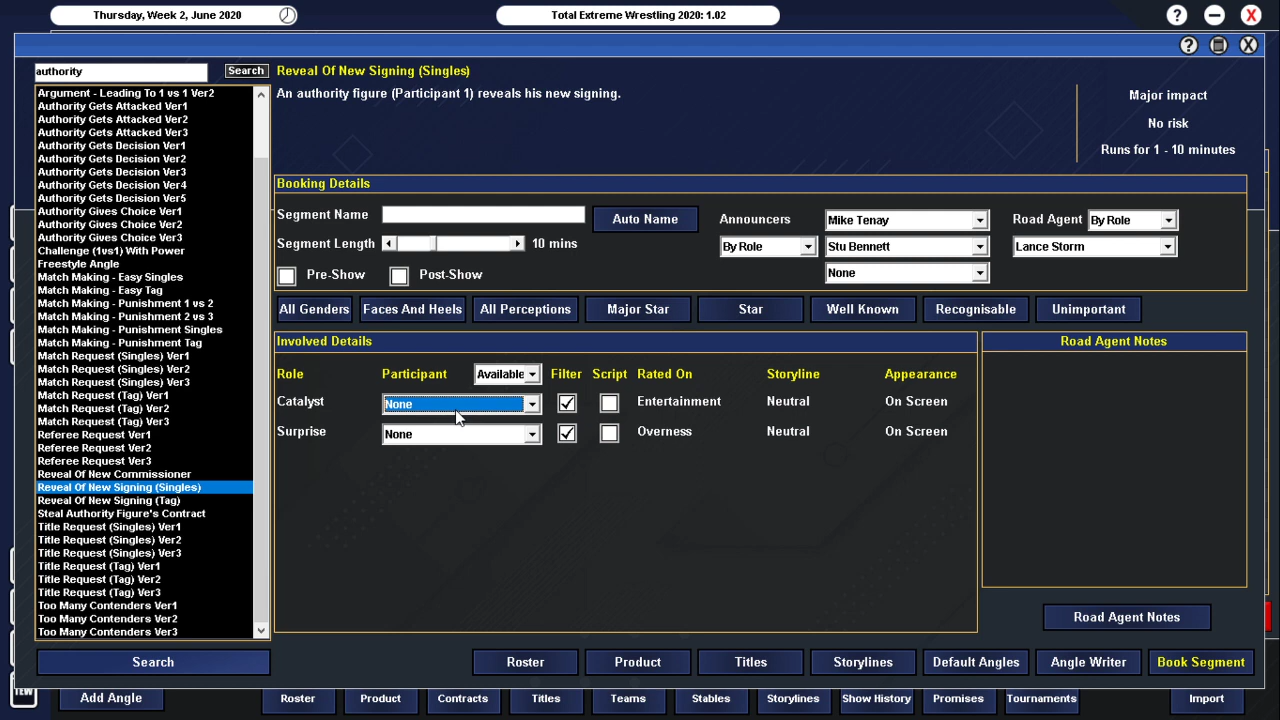 Thursday, Week 2, June 2020
Total Extreme Wrestling 2020: 1.02
authority
Search
Argument - Leading To 1 vs 1 Ver2
Authority Gets Attacked Ver1
Authority Gets Attacked Ver2
Authority Gets Attacked Ver3
Authority Gets Decision Ver1
Authority Gets Decision Ver2
Authority Gets Decision Ver3
Authority Gets Decision Ver4
Authority Gets Decision Ver5
Authority Gives Choice Ver1
Authority Gives Choice Ver2
Authority Gives Choice Ver3
Challenge (1vs1) With Power
Freestyle Angle
Match Making - Easy Singles
Match Making - Easy Tag
Match Making - Punishment 1 vs 2
Match Making - Punishment 2 vs 3
Match Making - Punishment Singles
Match Making - Punishment Tag
Match Request (Singles) Ver1
Match Request (Singles) Ver2
Match Request (Singles) Ver3
Match Request (Tag) Ver1
Match Request (Tag) Ver2
Match Request (Tag) Ver3
Referee Request Ver1
Referee Request Ver2
Referee Request Ver3
Reveal Of New Commissioner
Reveal Of New Signing (Singles)
Reveal Of New Signing (Tag)
Steal Authority Figure's Contract
Title Request (Singles) Ver1
Title Request (Singles) Ver2
Title Request (Singles) Ver3
Title Request (Tag) Ver1
Title Request (Tag) Ver2
Title Request (Tag) Ver3
Too Many Contenders Ver1
Too Many Contenders Ver2
Too Many Contenders Ver3
Search
Reveal Of New Signing (Singles)
An authority figure (Participant 1) reveals his new signing.
Major impact
No risk
Runs for 1 - 10 minutes
Booking Details
Segment Name
Auto Name
Announcers
Mike Tenay
Road Agent
By Role
Segment Length
10 mins
By Role
Stu Bennett
Lance Storm
Pre-Show
Post-Show
None
All Genders
Faces And Heels
All Perceptions
Major Star
Star
Well Known
Recognisable
Unimportant
Involved Details
Road Agent Notes
Role
Participant
Available
Filter
Script
Rated On
Storyline
Appearance
Catalyst
None
Entertainment
Neutral
On Screen
Surprise
None
Overness
Neutral
On Screen
Road Agent Notes
Roster
Product
Titles
Storylines
Default Angles
Angle Writer
Book Segment
TEW
Add Angle
Roster
Product
Contracts
Titles
Teams
Stables
Storylines
Show History
Promises
Tournaments
Import